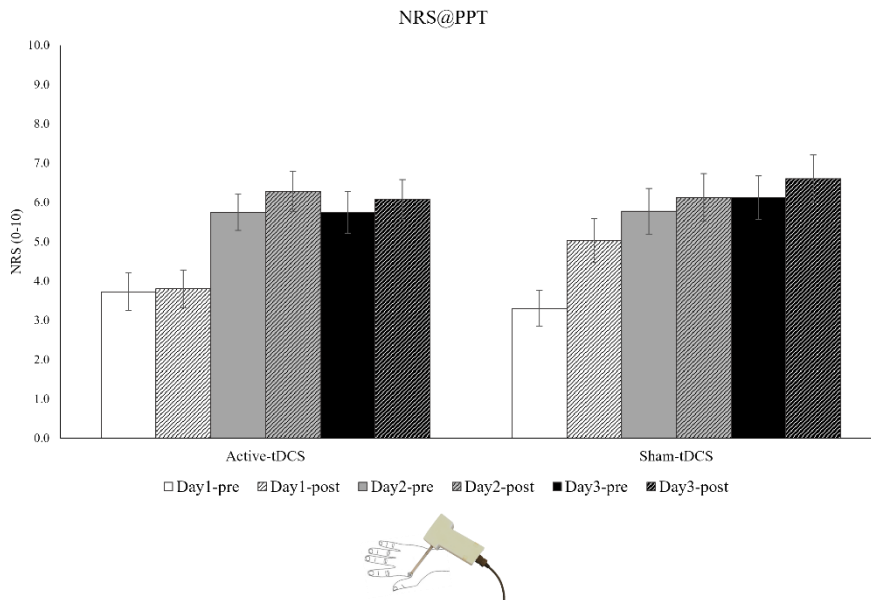 NRS@PPT
10.0
9.0
8.0
7.0
6.0
5.0
4.0
3.0
2.0
1.0
0.0
NRS (0-10)
Active-tDCS Sham-tDCS
Day1-pre Day1-post Day2-pre Day2-post Day3-pre Day3-post